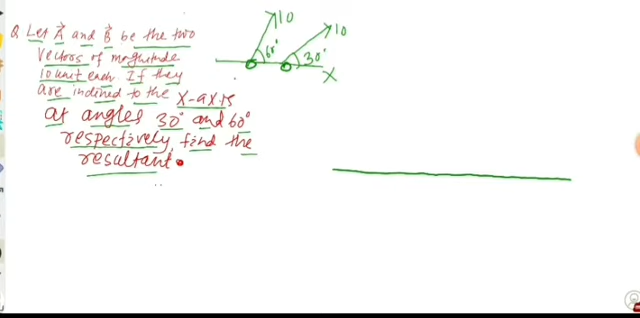 Q Let A⃗ and B⃗ be the two
Vectors of magnitude
10 unit each. If they
are inclined to the X-axis
at angles 30° and 60°
respectively, find the
resultant.
10
60°
10
30°
X